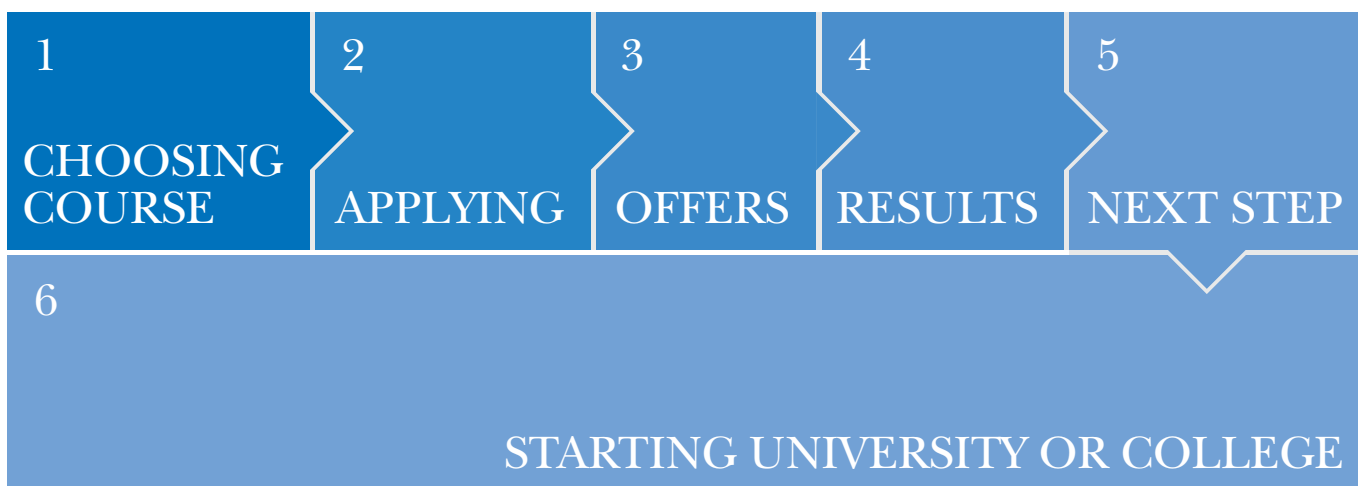 1
CHOOSING
COURSE
2
APPLYING
3
OFFERS
4
RESULTS
5
NEXT STEP
6
STARTING UNIVERSITY OR COLLEGE